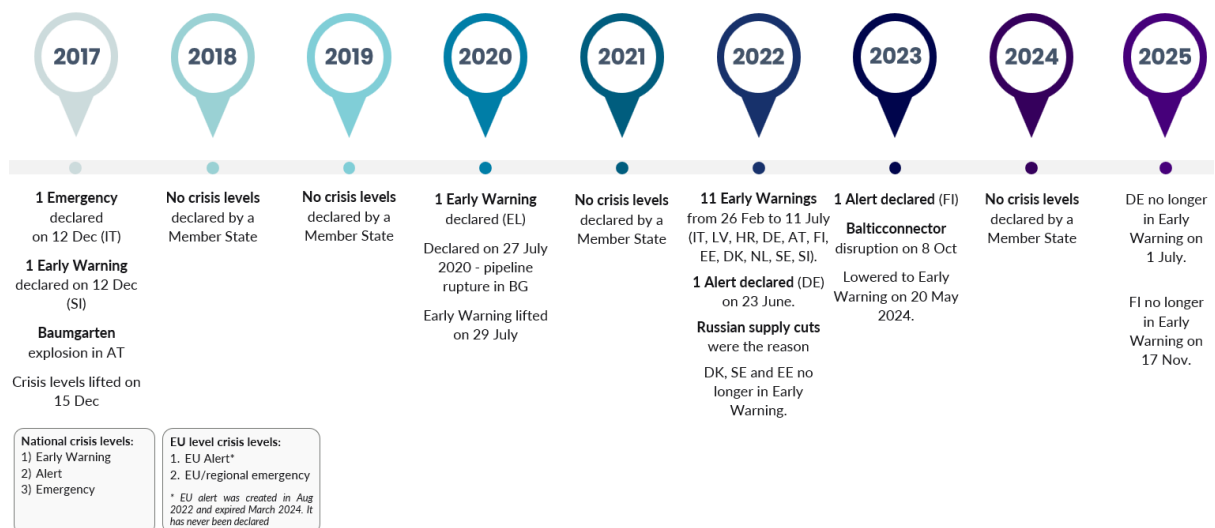 2017
2018
2019
2020
2021
2022
2023
2024
2025
1 Emergency
declared
on 12 Dec (IT)
1 Early Warning
declared on 12 Dec
(SI)
Baumgarten
explosion in AT
Crisis levels lifted on
15 Dec
No crisis levels
declared by a
Member State
No crisis levels
declared by a
Member State
1 Early Warning
declared (EL)
Declared on 27 July
2020 - pipeline
rupture in BG
Early Warning lifted
on 29 July
No crisis levels
declared by a
Member State
11 Early Warnings
from 26 Feb to 11 July
(IT, LV, HR, DE, AT, FI,
EE, DK, NL, SE, SI).
1 Alert declared (DE)
on 23 June.
Russian supply cuts
were the reason
DK, SE and EE no
longer in Early
Warning.
1 Alert declared (FI)
Balticconnector
disruption on 8 Oct
Lowered to Early
Warning on 20 May
2024.
No crisis levels
declared by a
Member State
DE no longer
in Early
Warning on
1 July.
FI no longer
in Early
Warning on
17 Nov.
National crisis levels:
1) Early Warning
2) Alert
3) Emergency
EU level crisis levels:
1. EU Alert*
2. EU/regional emergency
* EU alert was created in Aug
2022 and expired March 2024. It
has never been declared